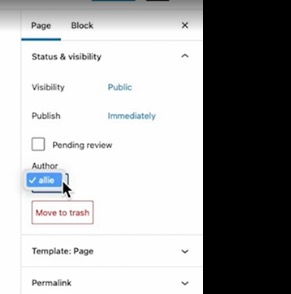 Page Block
Status & visibility
Visibility Public
Publish Immediately
Pending review
Author
allie
Move to trash
Template: Page
Permalink